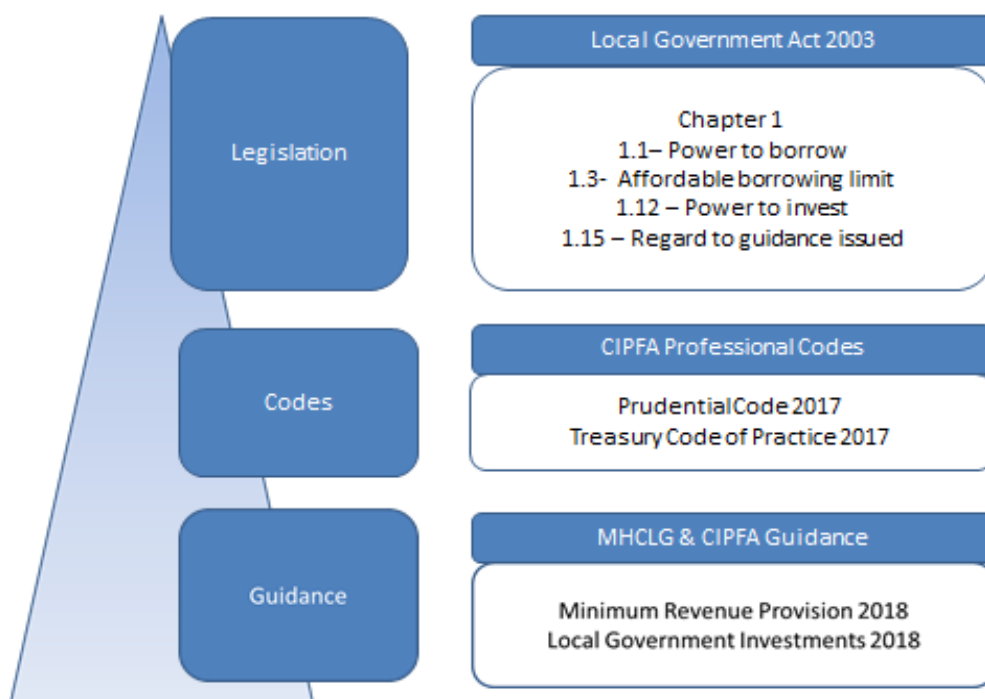 Legislation
Local Government Act 2003
Chapter 1
1.1– Power to borrow
1.3- Affordable borrowing limit
1.12 – Power to invest
1.15 – Regard to guidance issued
Codes
CIPFA Professional Codes
Prudential Code 2017
Treasury Code of Practice 2017
Guidance
MHCLG & CIPFA Guidance
Minimum Revenue Provision 2018
Local Government Investments 2018